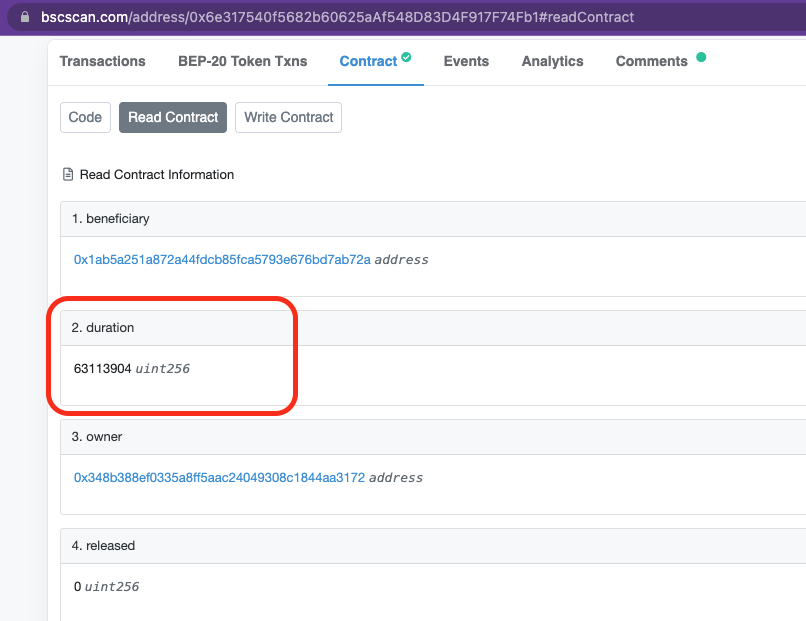 bscscan.com/address/0x6e317540f5682b60625aAf548D83D4F917F74Fb1#readContract
Transactions BEP-20 Token Txns Contract Events Analytics Comments
Code Read Contract Write Contract
Read Contract Information
1. beneficiary
0x1ab5a251a872a44fdcb85fca5793e676bd7ab72a address
2. duration
63113904 uint256
3. owner
0x348b388ef0335a8ff5aac24049308c1844aa3172 address
4. released
0 uint256